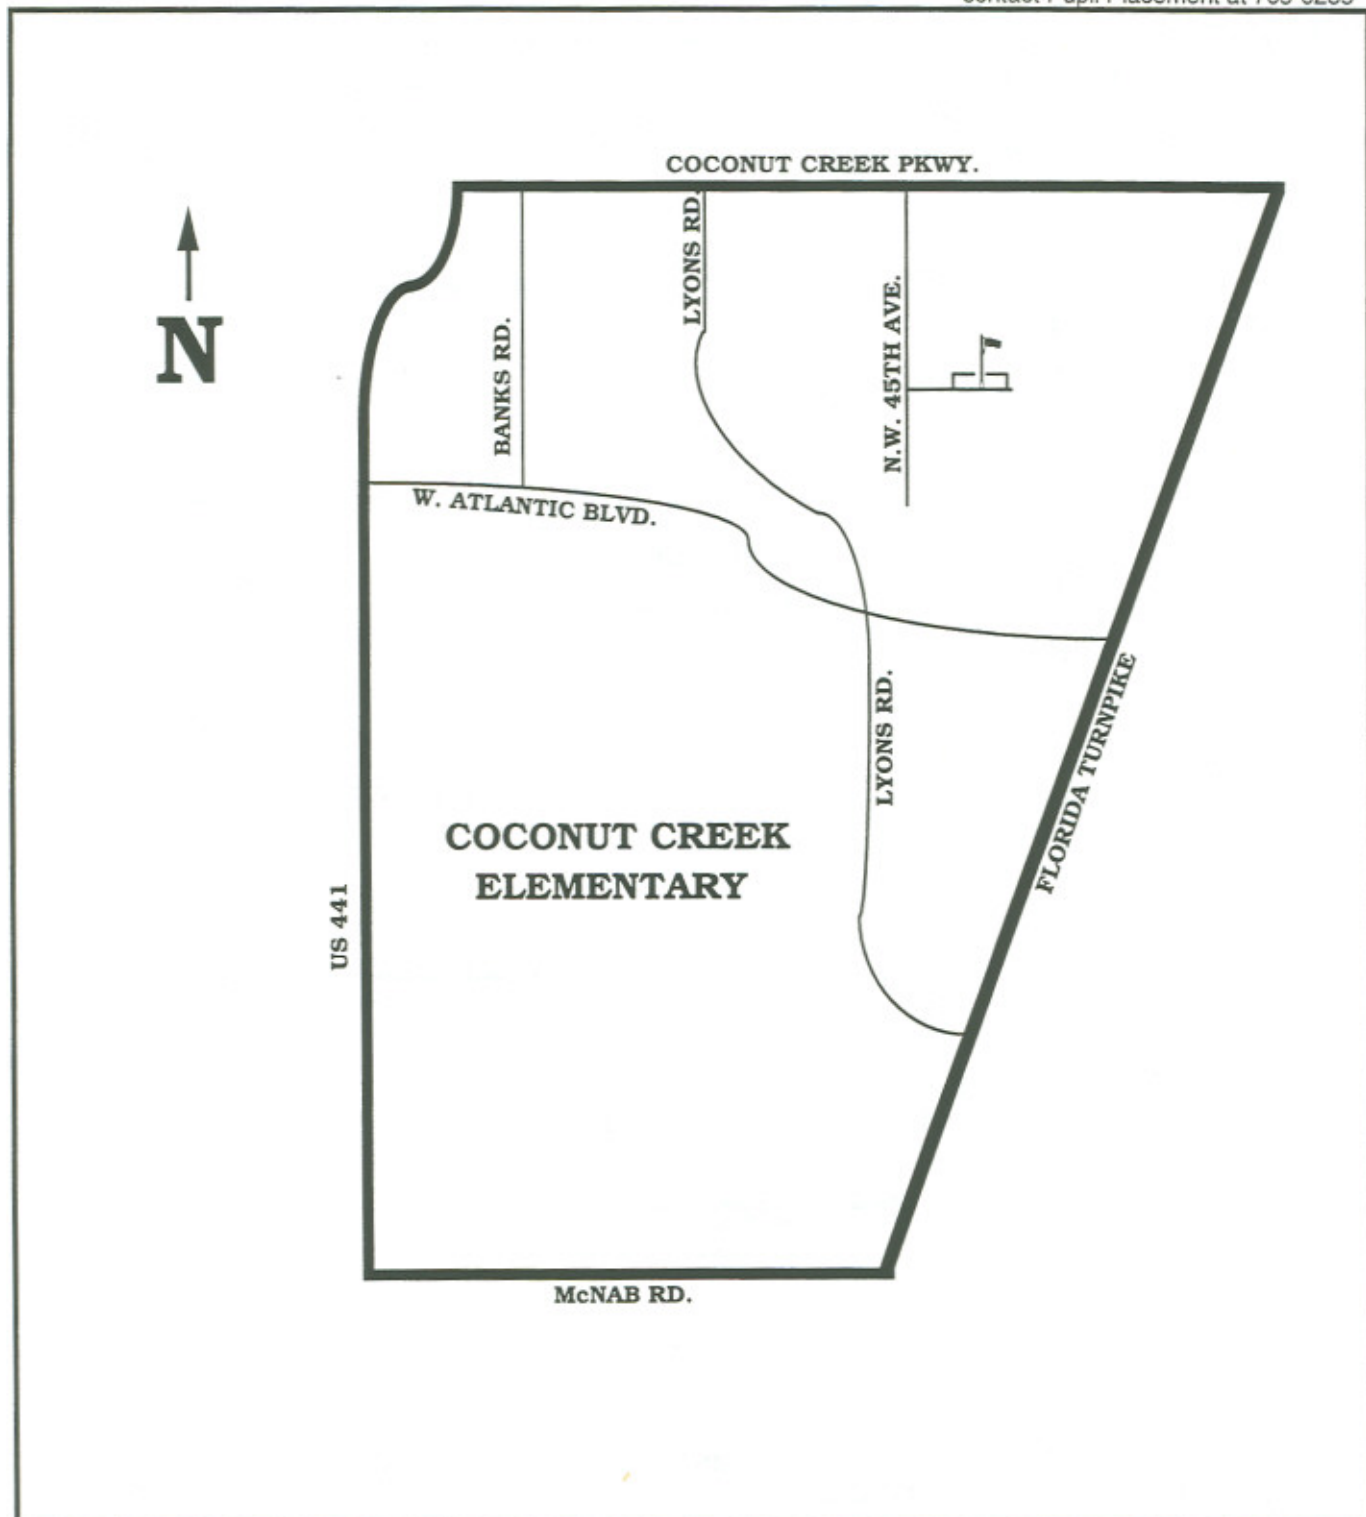 COCONUT CREEK PKWY.
N
LYONS RD.
BANKS RD.
N.W. 45TH AVE.
W. ATLANTIC BLVD.
LYONS RD.
FLORIDA TURNPIKE
COCONUT CREEK
ELEMENTARY
US 441
McNAB RD.